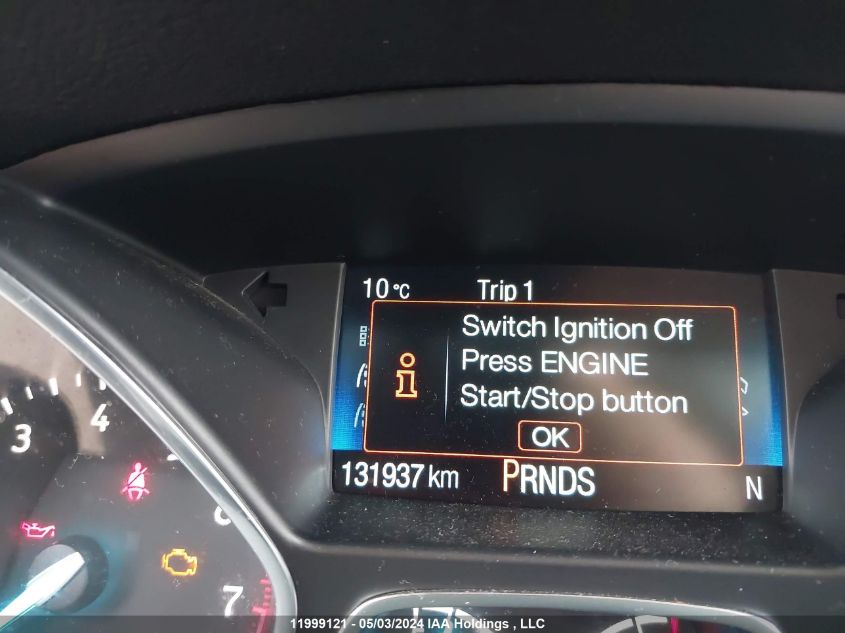 10°C Trip 1
Switch Ignition Off
Press ENGINE
Start/Stop button
OK
131937 km PRNDS N
3
4
6
7
11999121 - 05/03/2024 IAA Holdings , LLC